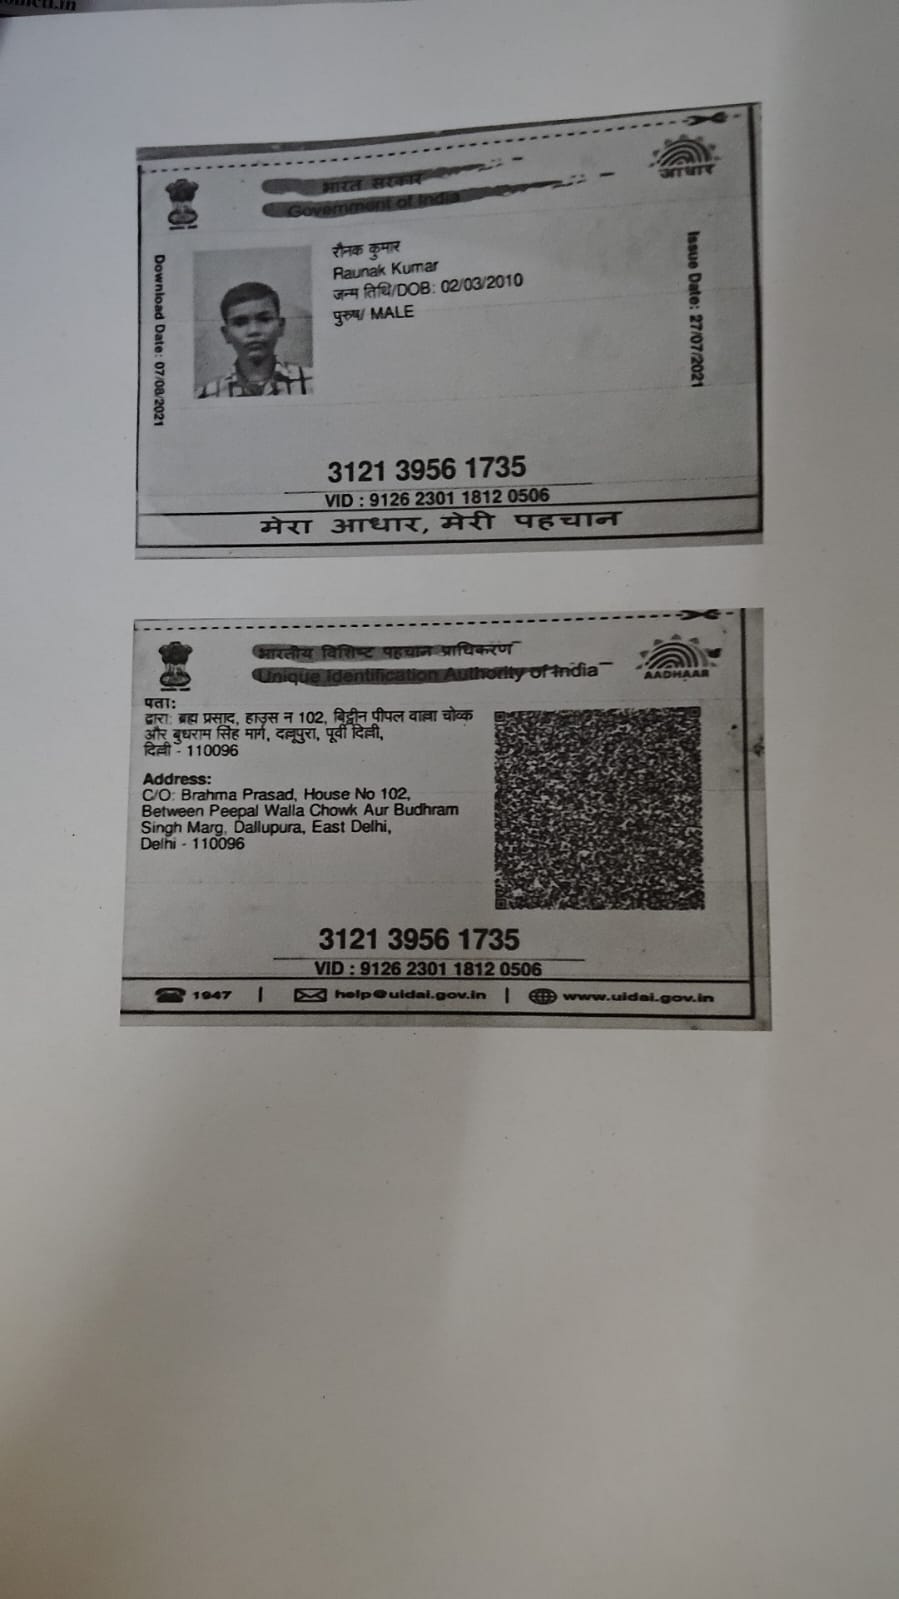 भारत सरकार
Government of India
आधार
Download Date: 07/08/2021
रौनक कुमार
Raunak Kumar
जन्म तिथि/DOB: 02/03/2010
पुरुष/ MALE
Issue Date: 27/07/2021
3121 3956 1735
VID : 9126 2301 1812 0506
मेरा आधार, मेरी पहचान
भारतीय विशिष्ट पहचान प्राधिकरण
Unique Identification Authority of India
AADHAAR
पता:
द्वारा: ब्रह्म प्रसाद, हाउस न 102, बिट्वीन पीपल वाल्ला चोव्क
और बुधराम सिंह मार्ग, दल्लूपुरा, पूर्वी दिल्ली,
दिल्ली - 110096
Address:
C/O: Brahma Prasad, House No 102,
Between Peepal Walla Chowk Aur Budhram
Singh Marg, Dallupura, East Delhi,
Delhi - 110096
3121 3956 1735
VID : 9126 2301 1812 0506
1947 | help@uidai.gov.in | www.uidai.gov.in